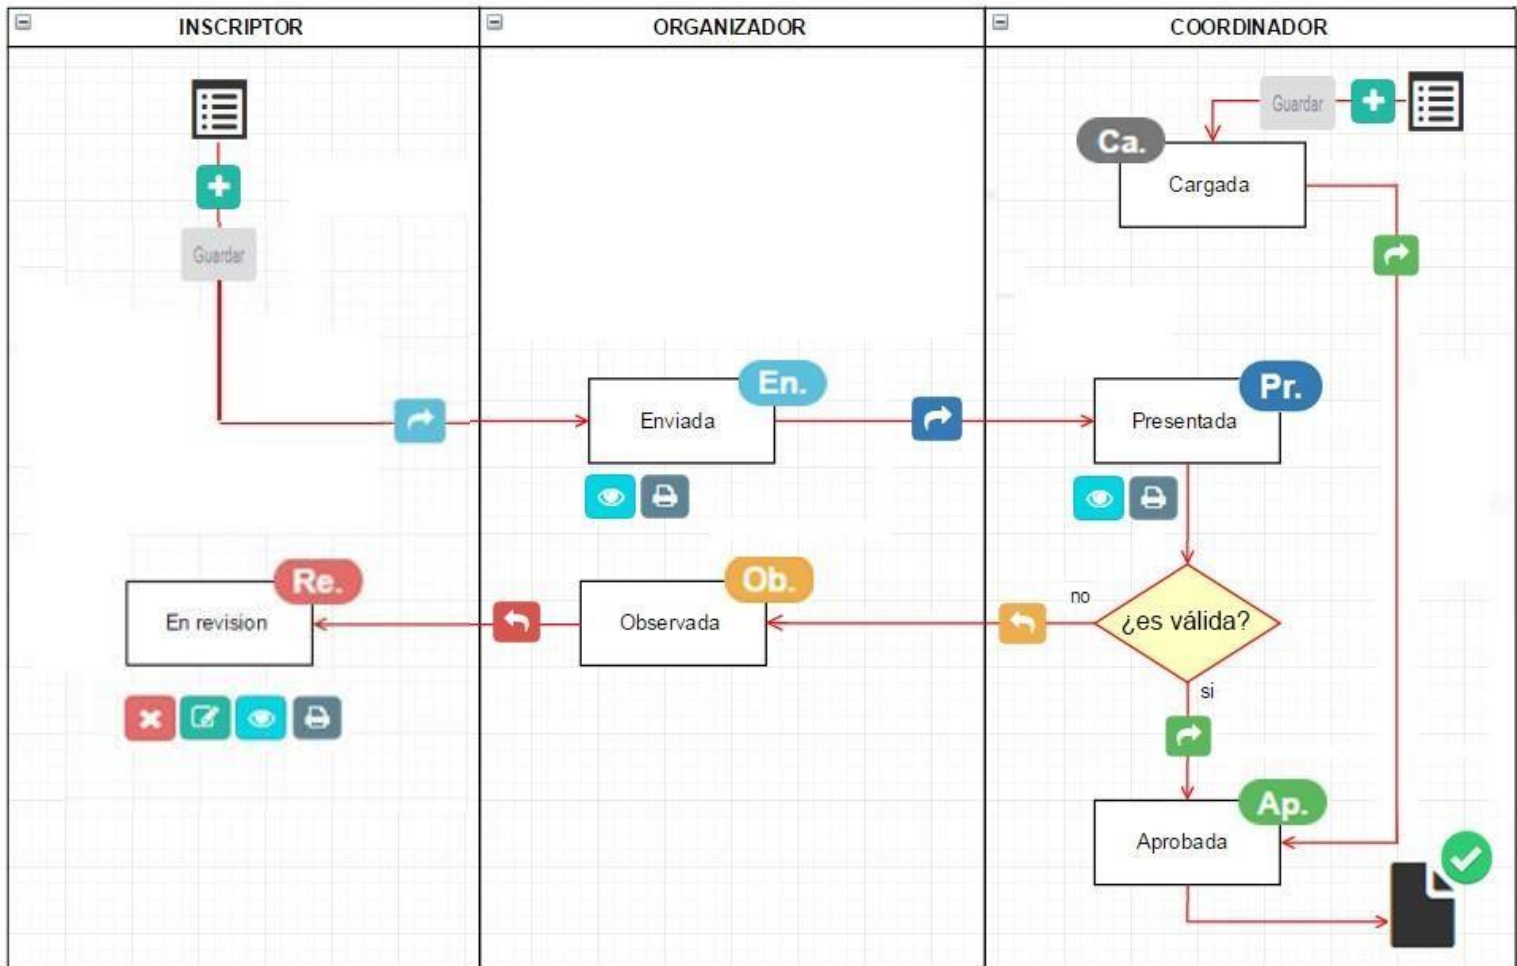 INSCRIPTOR
ORGANIZADOR
COORDINADOR
Guardar
Ca.
Cargada
Guardar
En.
Enviada
Pr.
Presentada
Re.
En revision
Ob.
Observada
no
¿es válida?
si
Ap.
Aprobada